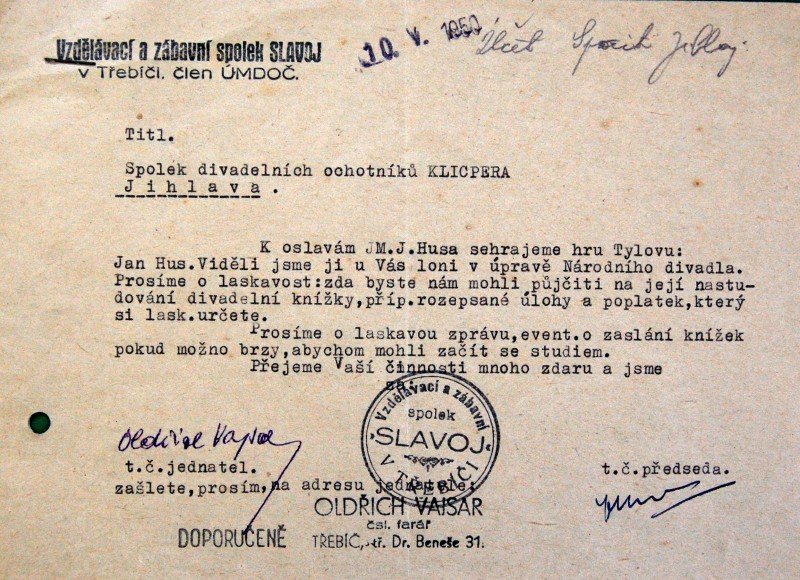 Vzdělávací a zábavní spolek SLAVOJ
v Třebíči. člen ÚMDOČ.
10. V. 1950
Titl.
Spolek divadelních ochotníků KLICPERA
Jihlava.
K oslavám JM.J.Husa sehrajeme hru Tylovu:
Jan Hus.Viděli jsme ji u Vás loni v úpravě Národního divadla.
Prosíme o laskavost:zda byste nám mohli půjčiti na její nastu-
dování divadelní knížky,příp.rozepsané úlohy a poplatek,který
si lask.určete.
Prosíme o laskavou zprávu,event.o zaslání knížek
pokud možno brzy,abychom mohli začít se studiem.
Přejeme Vaší činnosti mnoho zdaru a jsme
za:
Vzdělávací a zábavní
spolek
SLAVOJ
V TŘEBÍČI
Oldřich Vajsar
t.č.jednatel.
t.č.předseda.
zašlete,prosím,na adresu jednatele:
OLDŘICH VAJSAR
čsl. farář
DOPORUČENĚ
TŘEBÍČ, tř. Dr. Beneše 31.